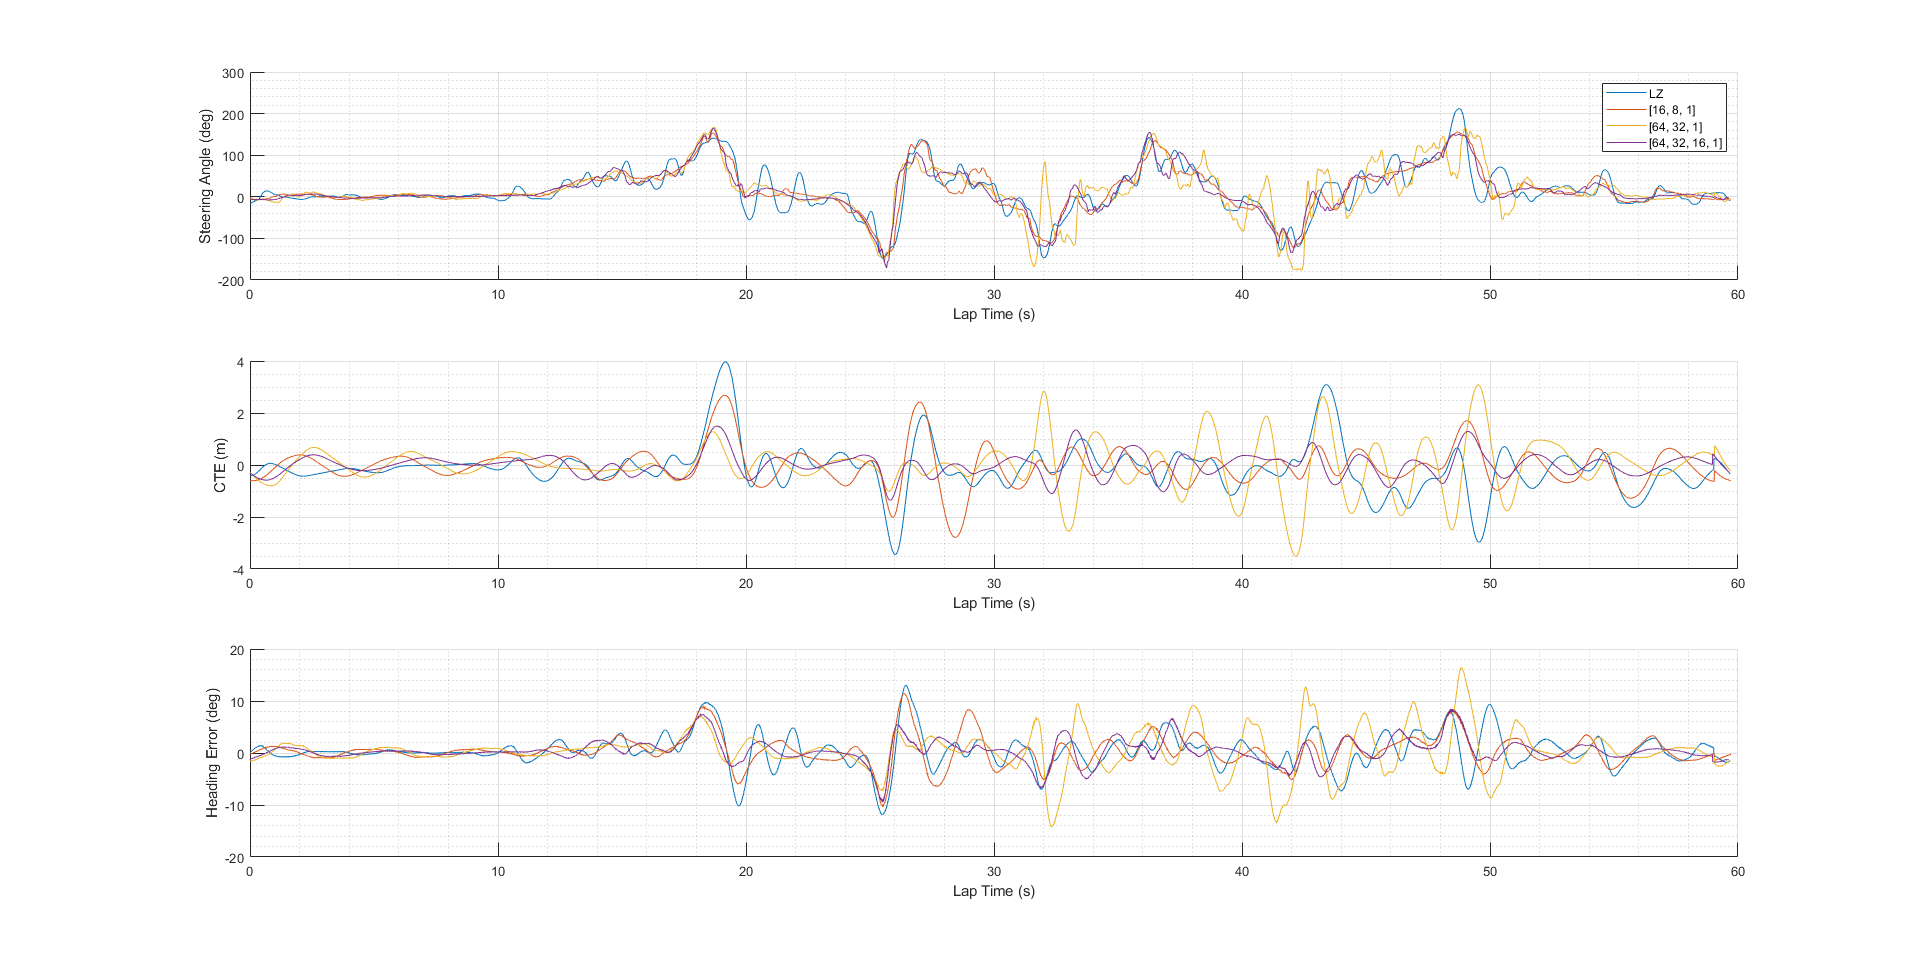 300
200
100
0
-100
-200
Steering Angle (deg)
LZ
[16, 8, 1]
[64, 32, 1]
[64, 32, 16, 1]
0 10 20 30 40 50 60
Lap Time (s)
4
2
0
-2
-4
CTE (m)
0 10 20 30 40 50 60
Lap Time (s)
20
10
0
-10
-20
Heading Error (deg)
0 10 20 30 40 50 60
Lap Time (s)